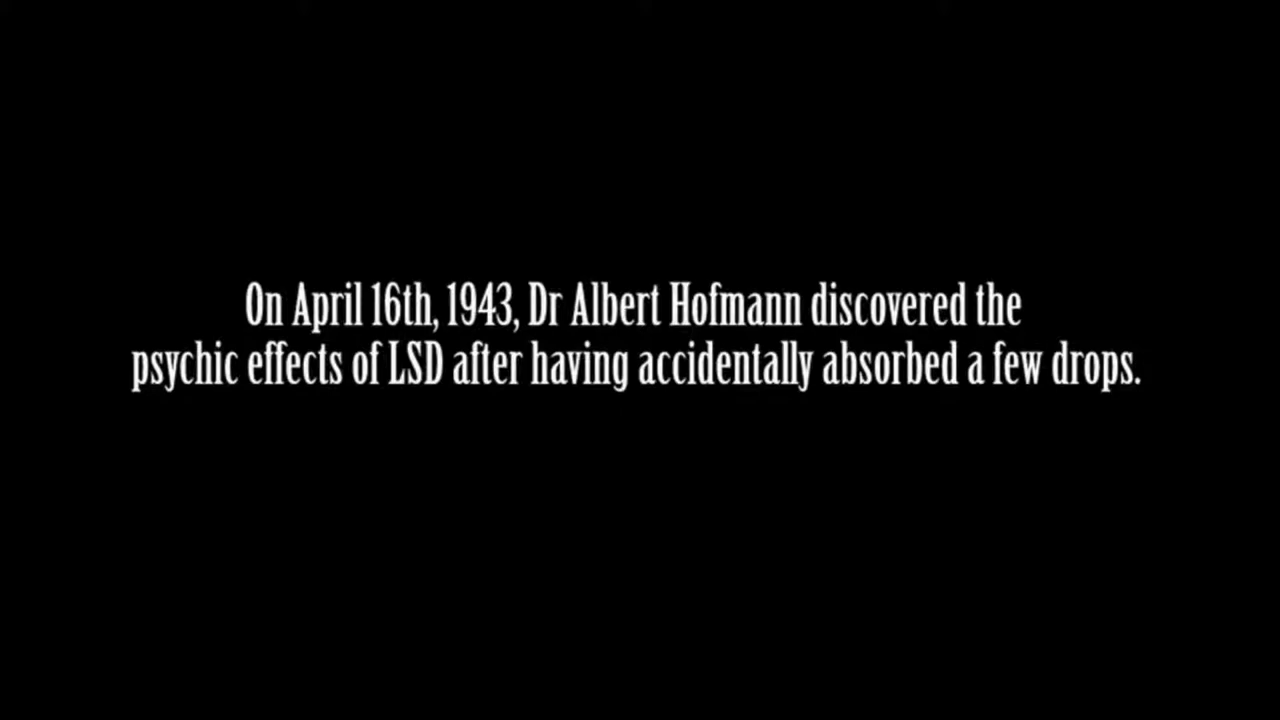 On April 16th, 1943, Dr Albert Hofmann discovered the
psychic effects of LSD after having accidentally absorbed a few drops.